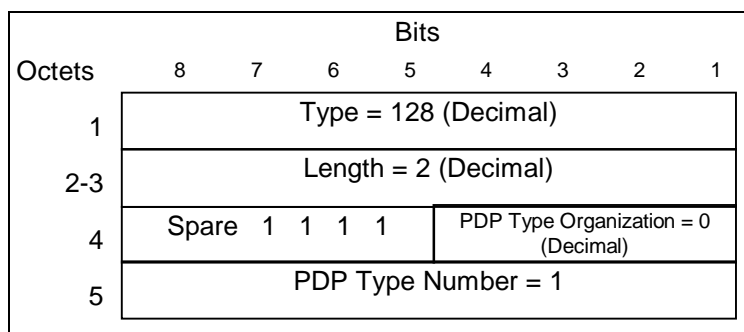 Bits
Octets 8 7 6 5 4 3 2 1
1 Type = 128 (Decimal)
2-3 Length = 2 (Decimal)
4 Spare 1 1 1 1 PDP Type Organization = 0
(Decimal)
5 PDP Type Number = 1